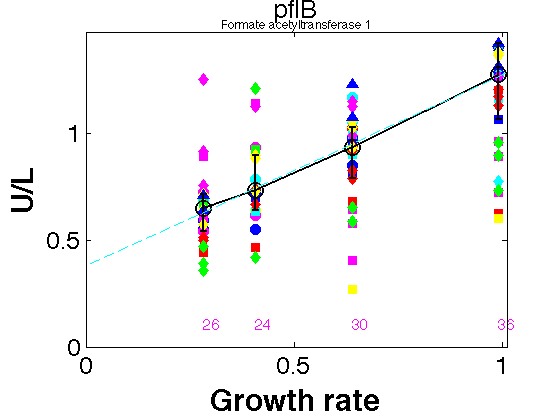 pflB
Formate acetyltransferase 1
U/L
1
0.5
0
26
24
30
36
0
0.5
1
Growth rate